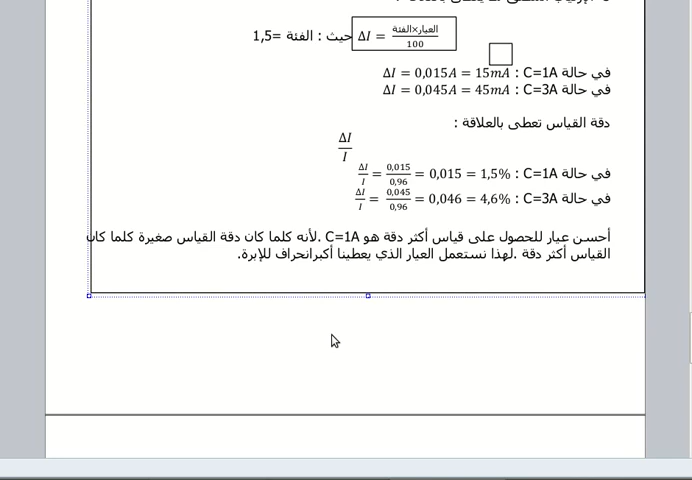 ΔI = العيار×الفئة / 100 حيث : الفئة =1,5
في حالة C=1A : ΔI = 0,015A = 15mA
في حالة C=3A : ΔI = 0,045A = 45mA
دقة القياس تعطى بالعلاقة :
ΔI / I
في حالة C=1A : ΔI / I = 0,015 / 0,96 = 0,015 = 1,5%
في حالة C=3A : ΔI / I = 0,045 / 0,96 = 0,046 = 4,6%
أحسن عيار للحصول على قياس أكثر دقة هو C=1A .لأنه كلما كان دقة القياس صغيرة كلما كان
القياس أكثر دقة .لهذا نستعمل العيار الذي يعطينا أكبرانحراف للإبرة.